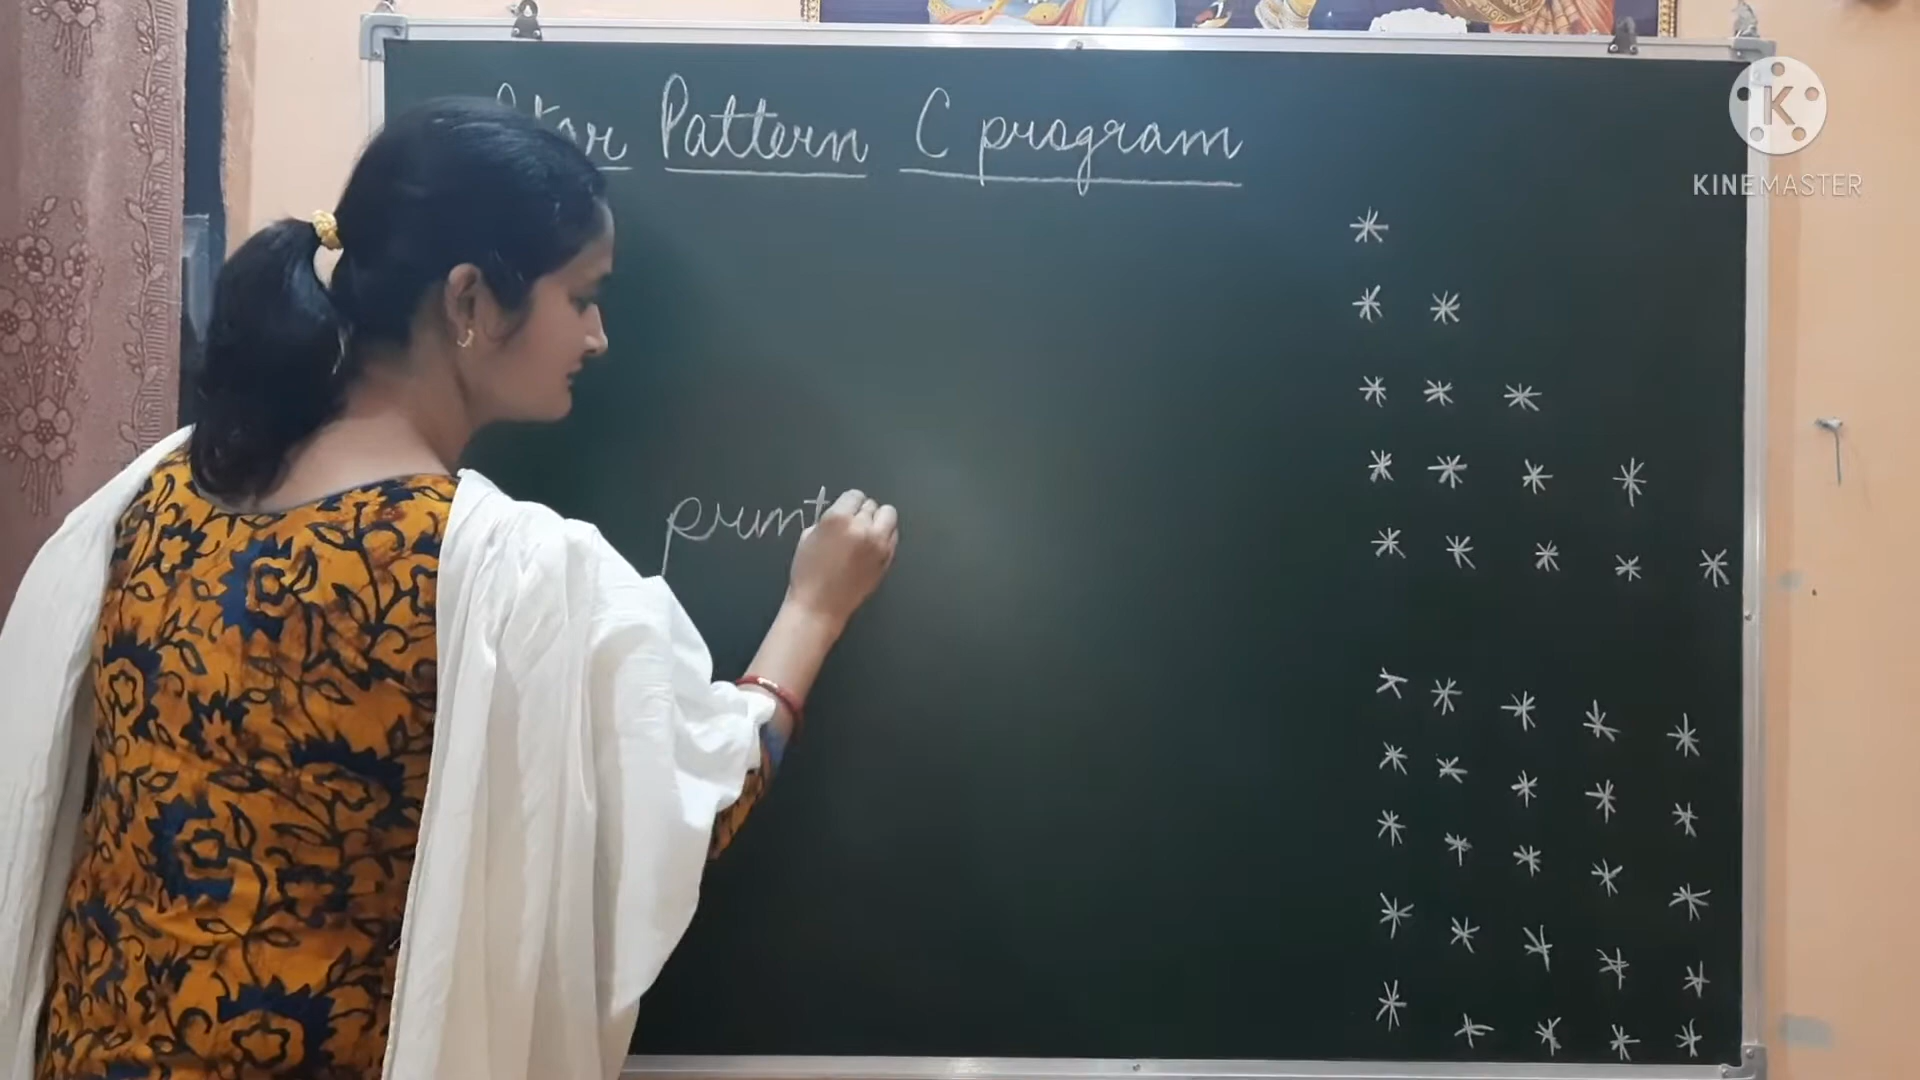 Star Pattern C program
K
KINEMASTER
*
* *
* * *
* * * *
print
* * * * *
* * * * *
* * * * *
* * * * *
* * * * *
* * * * *